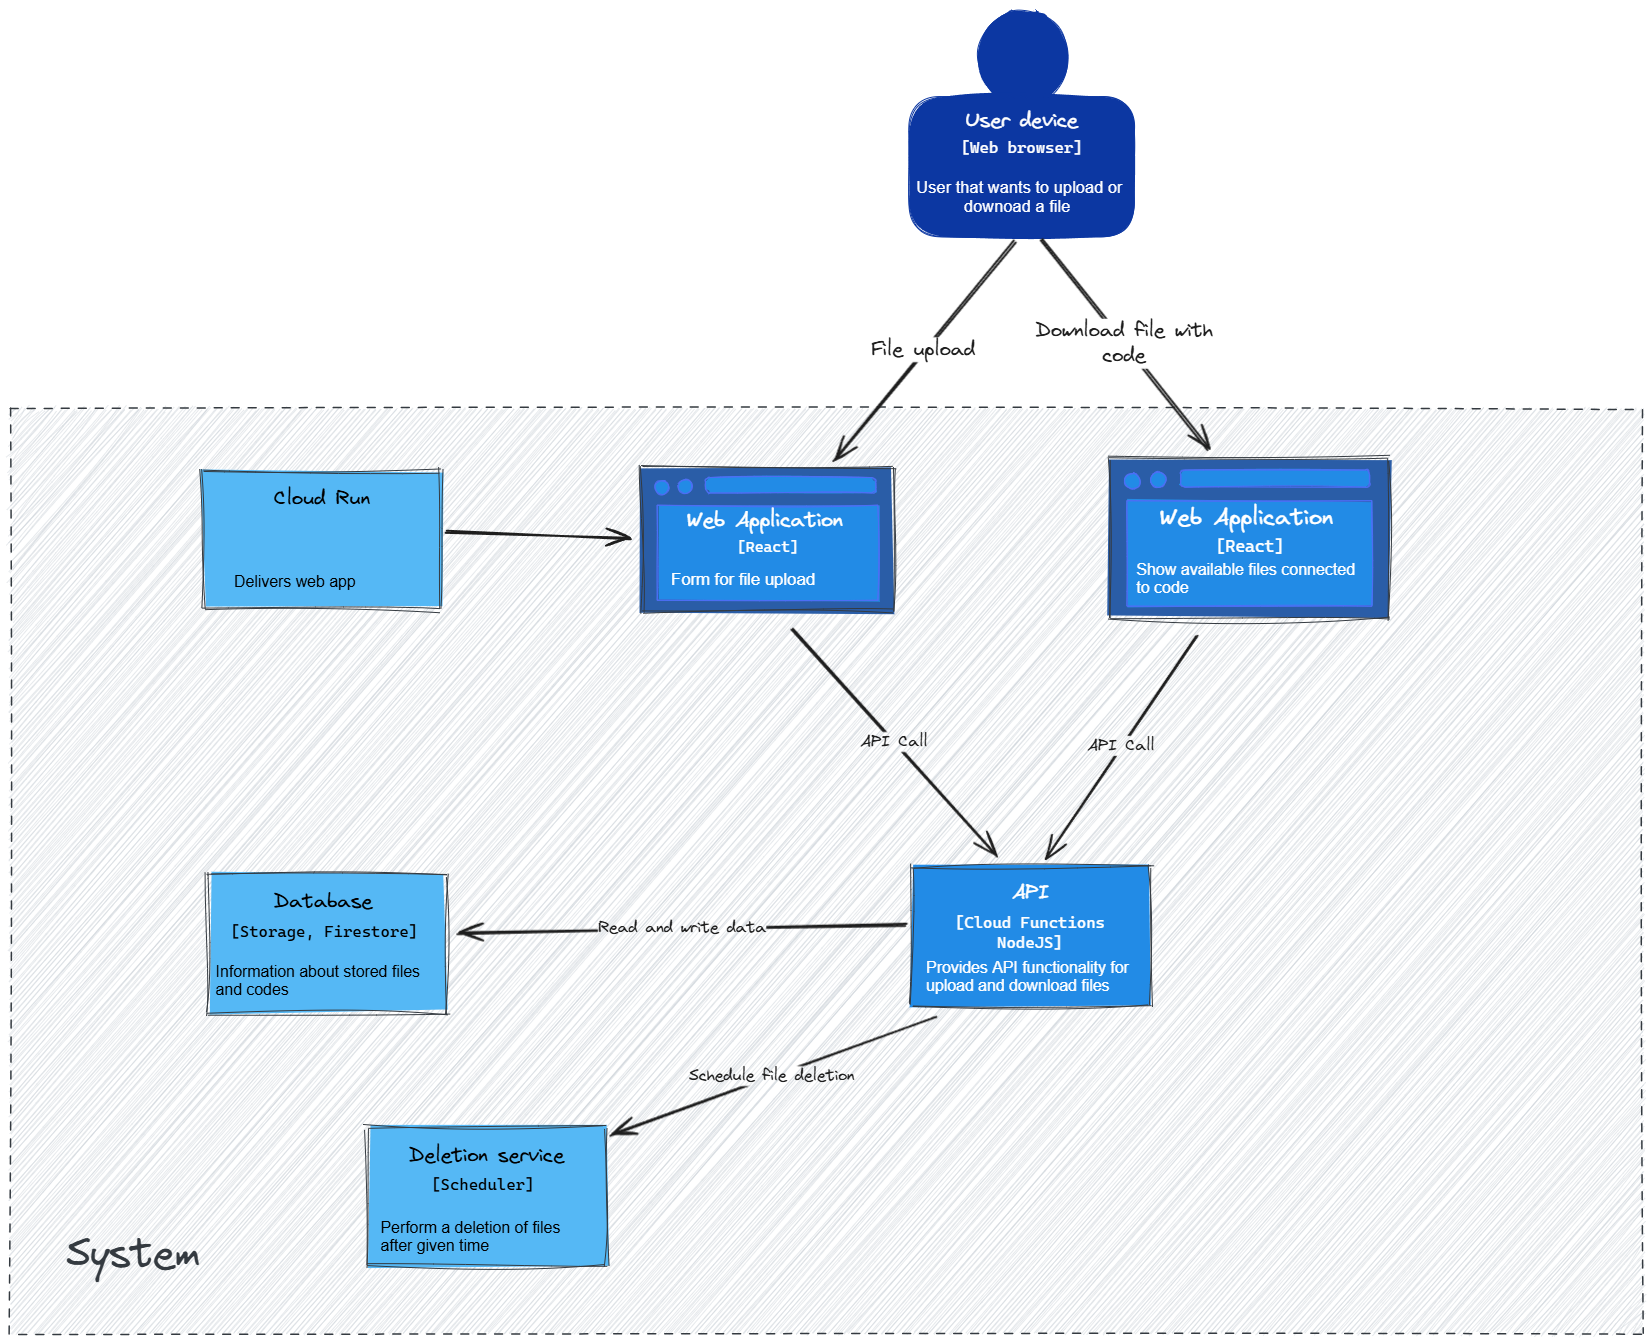 User device
[Web browser]
User that wants to upload or
downoad a file
File upload
Download file with
code
Cloud Run
Delivers web app
Web Application
[React]
Form for file upload
Web Application
[React]
Show available files connected
to code
API Call
API Call
Database
[Storage, Firestore]
Information about stored files
and codes
Read and write data
API
[Cloud Functions
NodeJS]
Provides API functionality for
upload and download files
Schedule file deletion
Deletion service
[Scheduler]
Perform a deletion of files
after given time
System